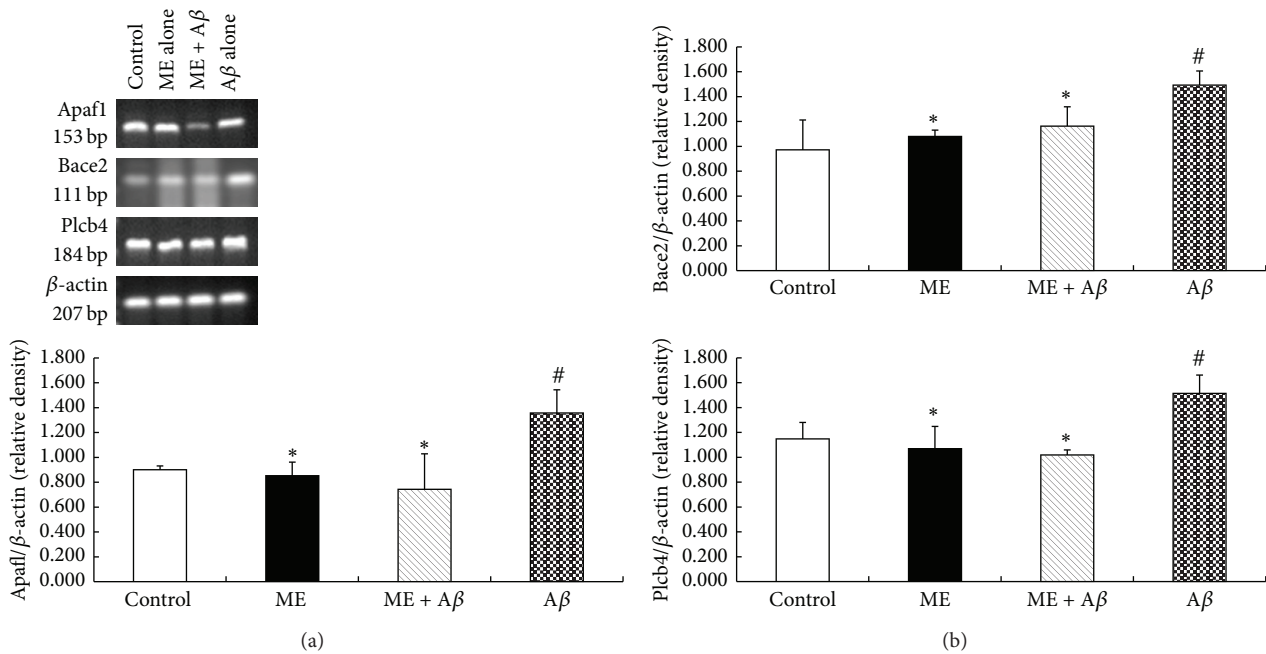 Control
ME alone
ME + Aβ
Aβ alone
Apaf1
153 bp
Bace2
111 bp
Plcb4
184 bp
β-actin
207 bp
Apafl/β-actin (relative density)
1.800
1.600
1.400
1.200
1.000
0.800
0.600
0.400
0.200
0.000
*
*
#
Control ME ME + Aβ Aβ
(a)
Bace2/β-actin (relative density)
1.800
1.600
1.400
1.200
1.000
0.800
0.600
0.400
0.200
0.000
*
*
#
Control ME ME + Aβ Aβ
Plcb4/β-actin (relative density)
1.800
1.600
1.400
1.200
1.000
0.800
0.600
0.400
0.200
0.000
*
*
#
Control ME ME + Aβ Aβ
(b)